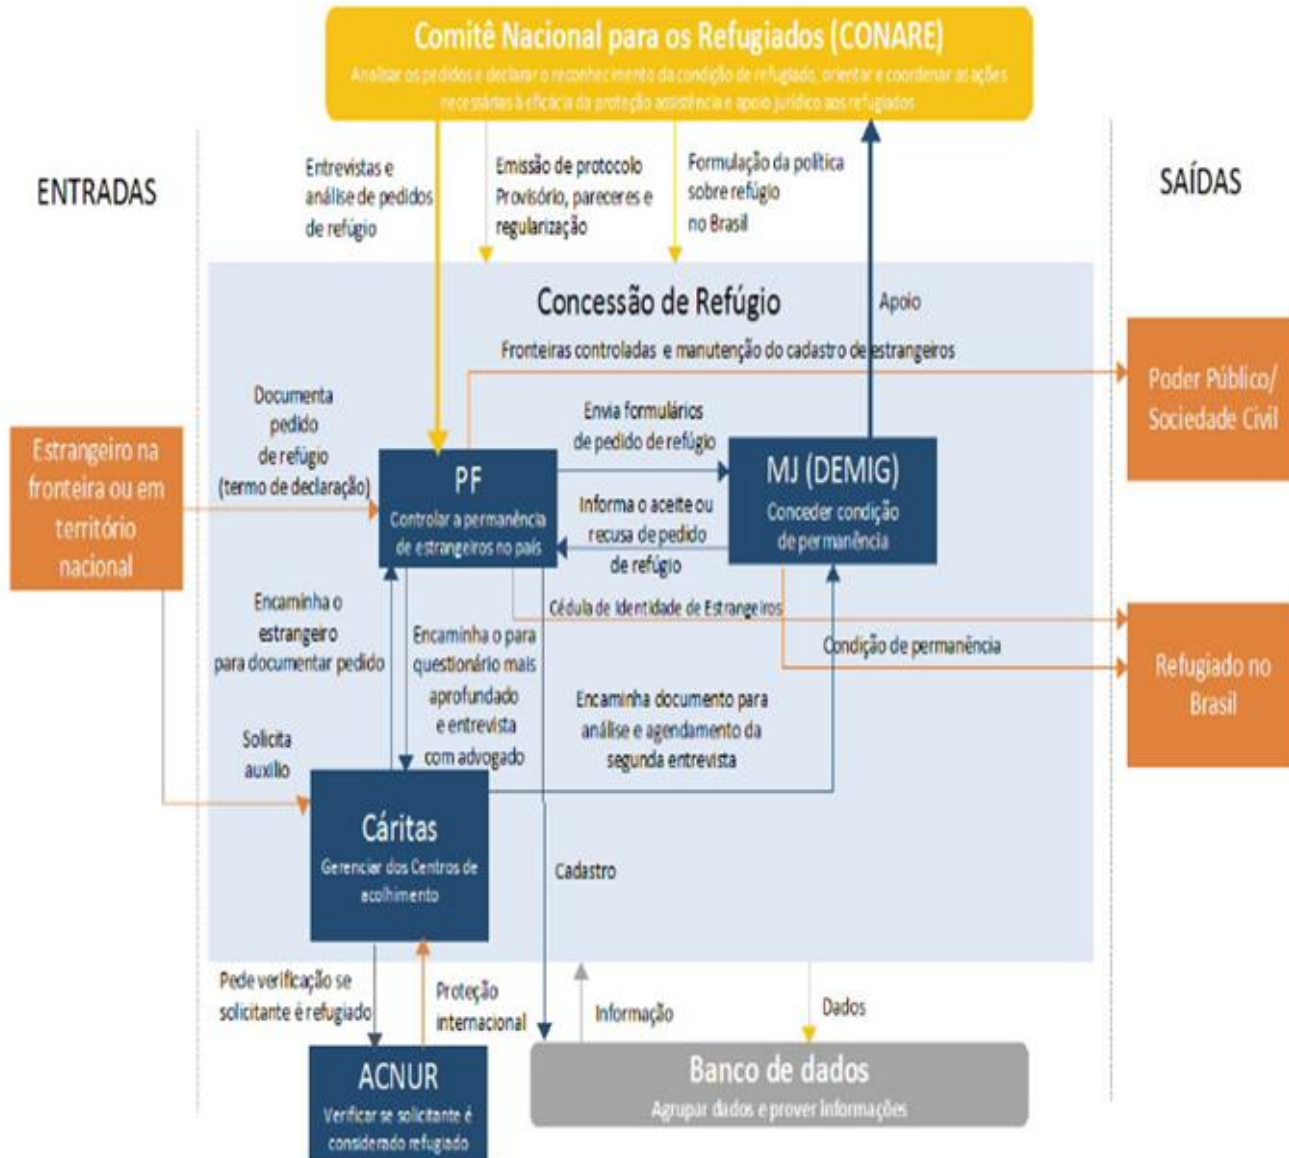 Comitê Nacional para os Refugiados (CONARE)
Analisar os pedidos e declarar o reconhecimento da condição de refugiado, orientar e coordenar as ações
necessárias à eficácia da proteção assistência e apoio jurídico aos refugiados
ENTRADAS
SAÍDAS
Entrevistas e
análise de pedidos
de refúgio
Emissão de protocolo
Provisório, pareceres e
regularização
Formulação da política
sobre refúgio
no Brasil
Apoio
Concessão de Refúgio
Fronteiras controladas e manutenção do cadastro de estrangeiros
Poder Público/
Sociedade Civil
Documenta
pedido
de refúgio
(termo de declaração)
Estrangeiro na
fronteira ou em
território
nacional
PF
Controlar a permanência
de estrangeiros no país
Envia formulários
de pedido de refúgio
Informa o aceite ou
recusa de pedido
de refúgio
MJ (DEMIG)
Conceder condição
de permanência
Cédula de Identidade de Estrangeiros
Condição de permanência
Refugiado no
Brasil
Encaminha o
estrangeiro
para documentar pedido
Encaminha o para
questionário mais
aprofundado
e entrevista
com advogado
Encaminha documento para
análise e agendamento da
segunda entrevista
Solicita
auxílio
Cáritas
Gerenciar dos Centros de
acolhimento
Cadastro
Pede verificação se
solicitante é refugiado
Proteção
internacional
Informação
Dados
ACNUR
Verificar se solicitante é
considerado refugiado
Banco de dados
Agrupar dados e prover informações